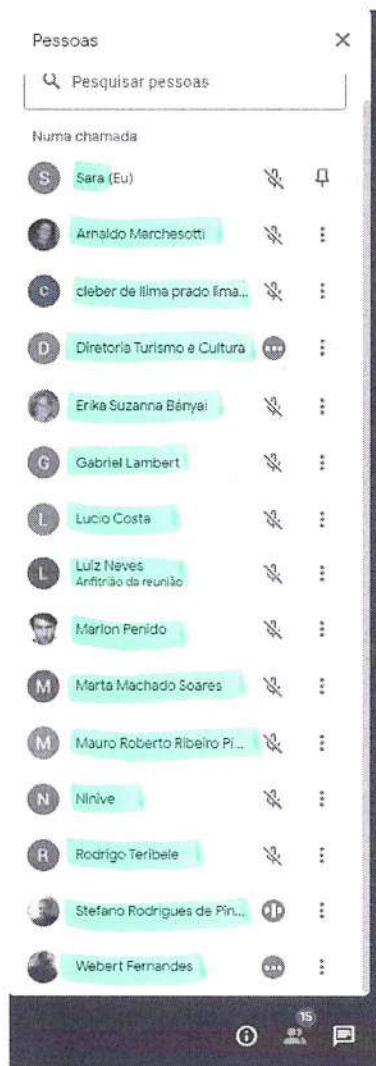 Pessoas
Pesquisar pessoas
Numa chamada
S Sara (Eu)
Arnaldo Marchesotti
c cleber de llima prado lima...
D Diretoria Turismo e Cultura
Erika Suzanna Bányai
G Gabriel Lambert
L Lucio Costa
L Luiz Neves
Anfitrião da reunião
Marlon Penido
M Marta Machado Soares
M Mauro Roberto Ribeiro Pi...
N Ninive
R Rodrigo Teribele
Stefano Rodrigues de Pin...
Webert Fernandes
15